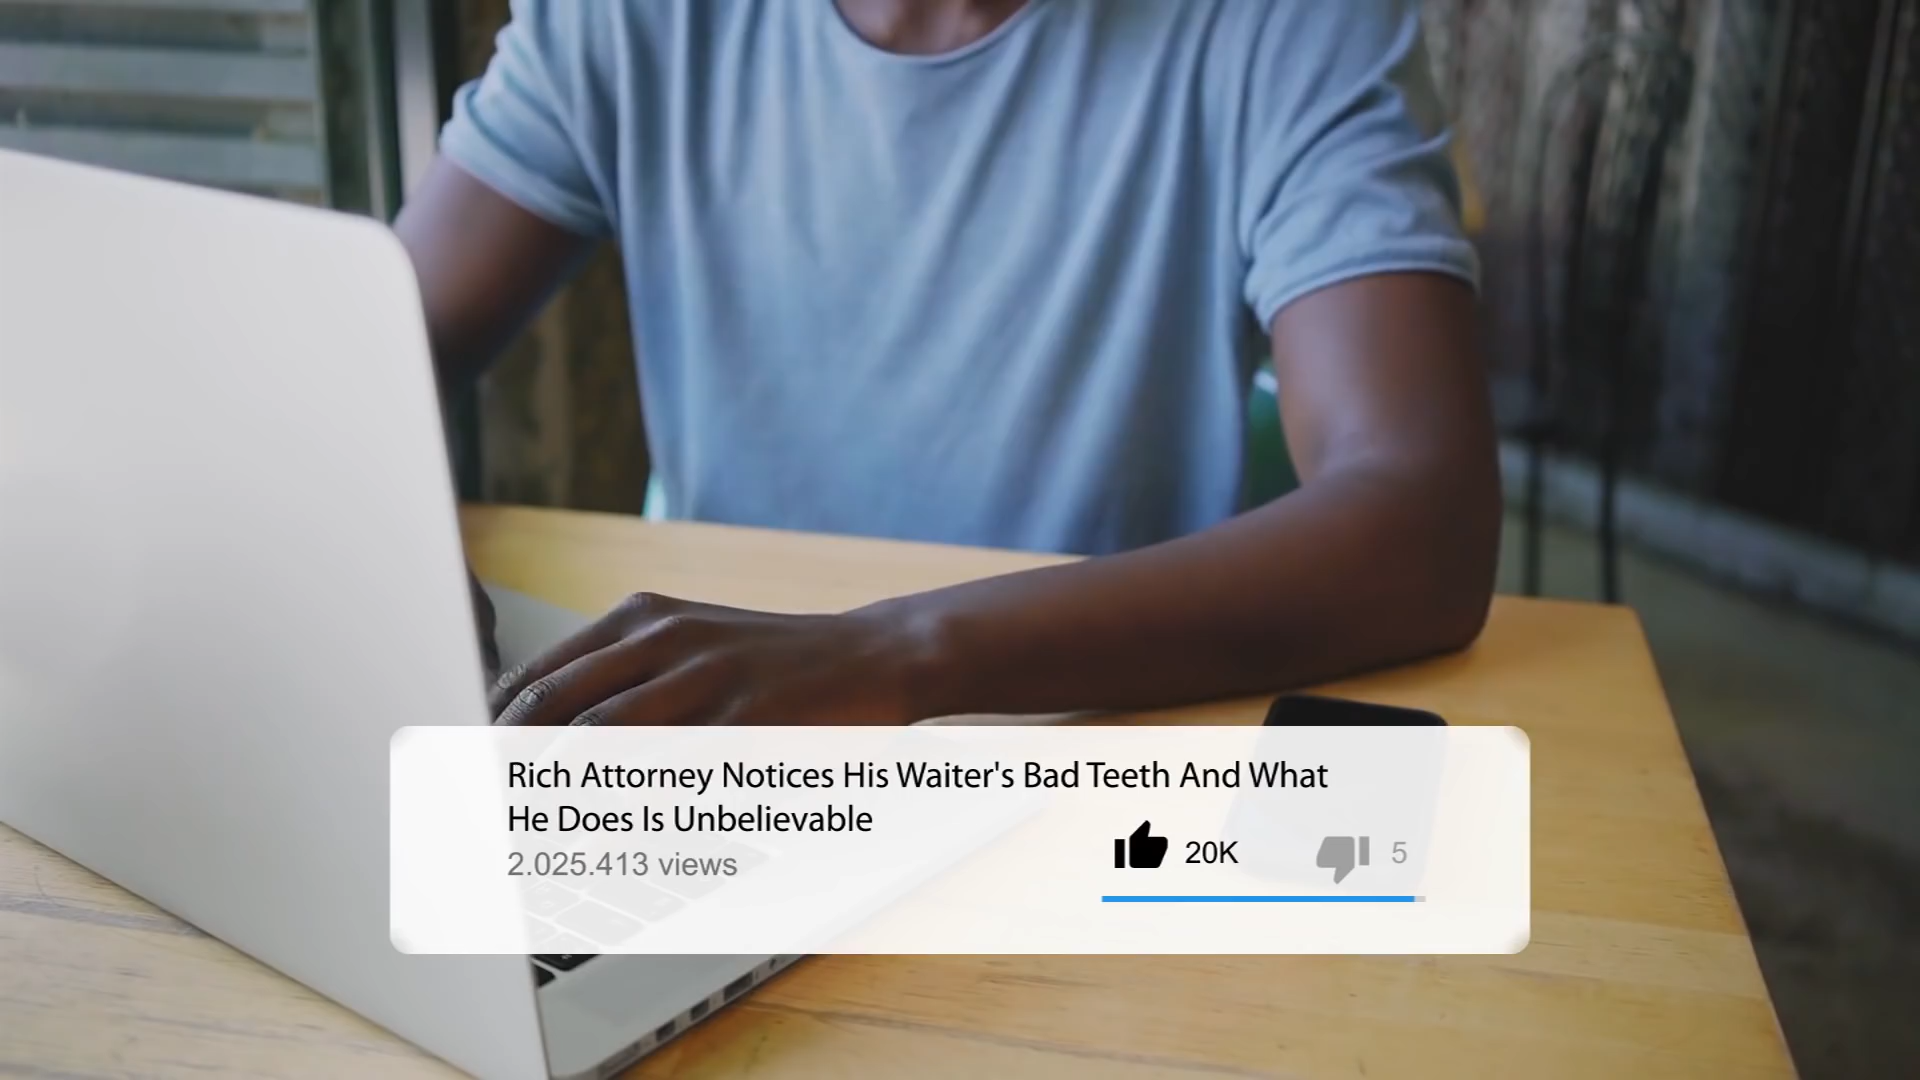 Rich Attorney Notices His Waiter's Bad Teeth And What
He Does Is Unbelievable
2.025.413 views
20K 5